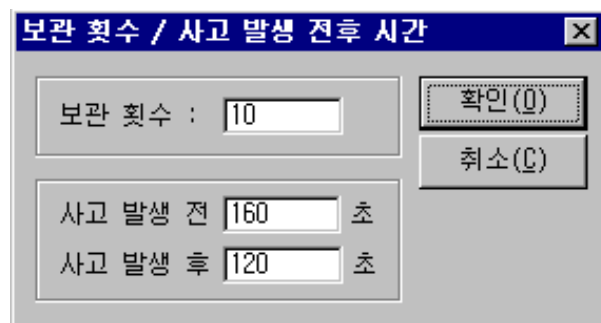 보관 횟수 / 사고 발생 전후 시간
보관 횟수 : 10
확인(O)
취소(C)
사고 발생 전 160 초
사고 발생 후 120 초